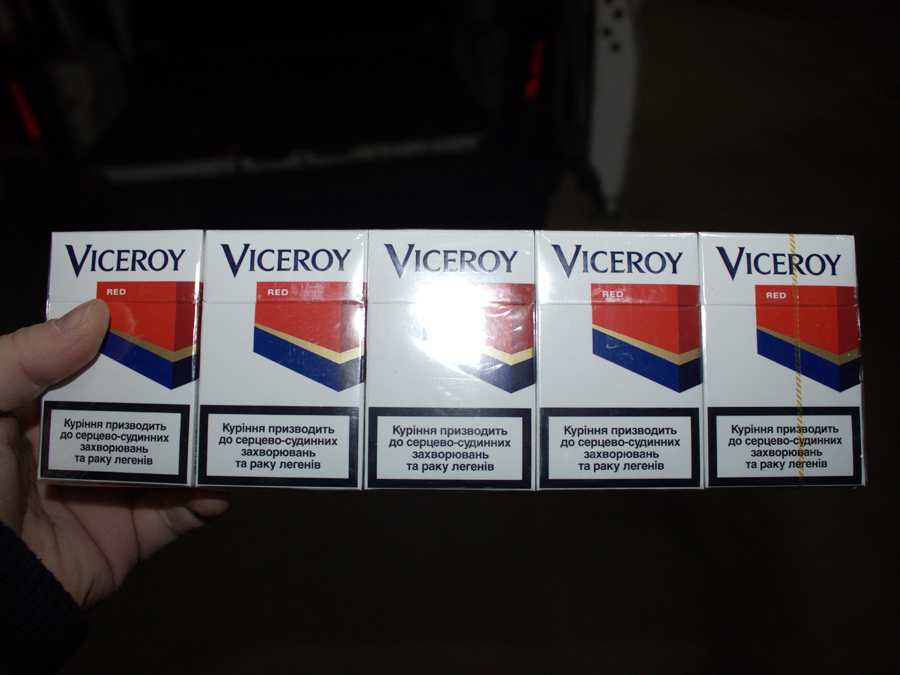 VICEROY
RED
Куріння призводить
до серцево-судинних
захворювань
та раку легенів
VICEROY
RED
Куріння призводить
до серцево-судинних
захворювань
та раку легенів
VICEROY
Куріння призводить
до серцево-судинних
захворювань
та раку легенів
VICEROY
RED
Куріння призводить
до серцево-судинних
захворювань
та раку легенів
VICEROY
RED
Куріння призводить
до серцево-судинних
захворювань
та раку легенів